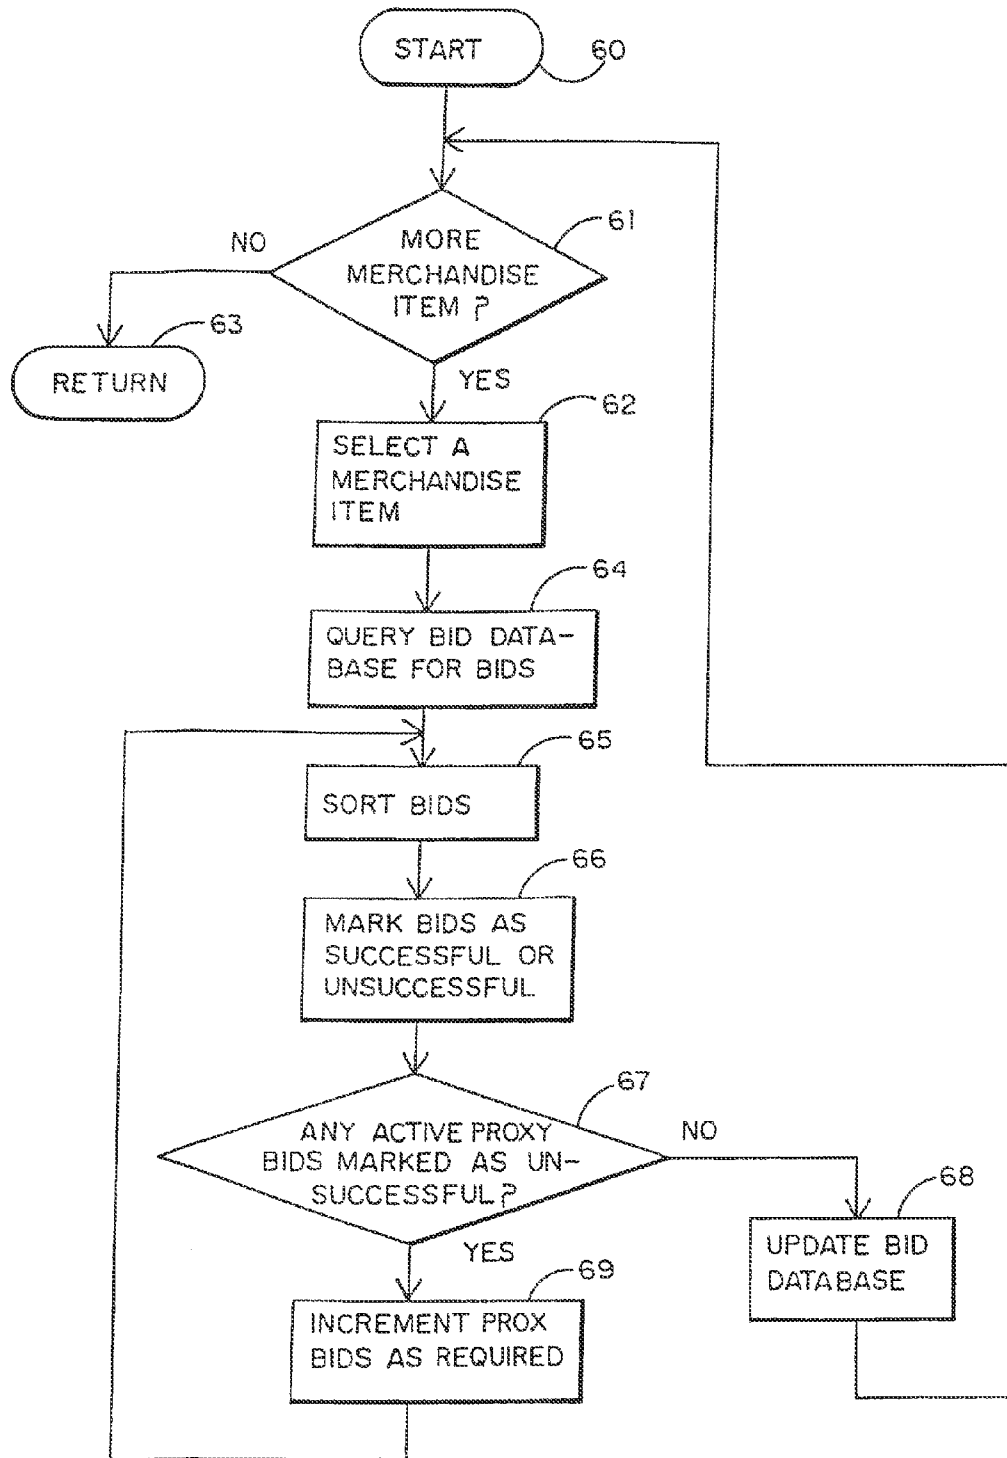 START
60
61
NO
MORE
MERCHANDISE
ITEM ?
63
RETURN
YES
62
SELECT A
MERCHANDISE
ITEM
64
QUERY BID DATA-
BASE FOR BIDS
65
SORT BIDS
66
MARK BIDS AS
SUCCESSFUL OR
UNSUCCESSFUL
67
NO
ANY ACTIVE PROXY
BIDS MARKED AS UN-
SUCCESSFUL?
68
YES
UPDATE BID
DATABASE
69
INCREMENT PROX
BIDS AS REQUIRED